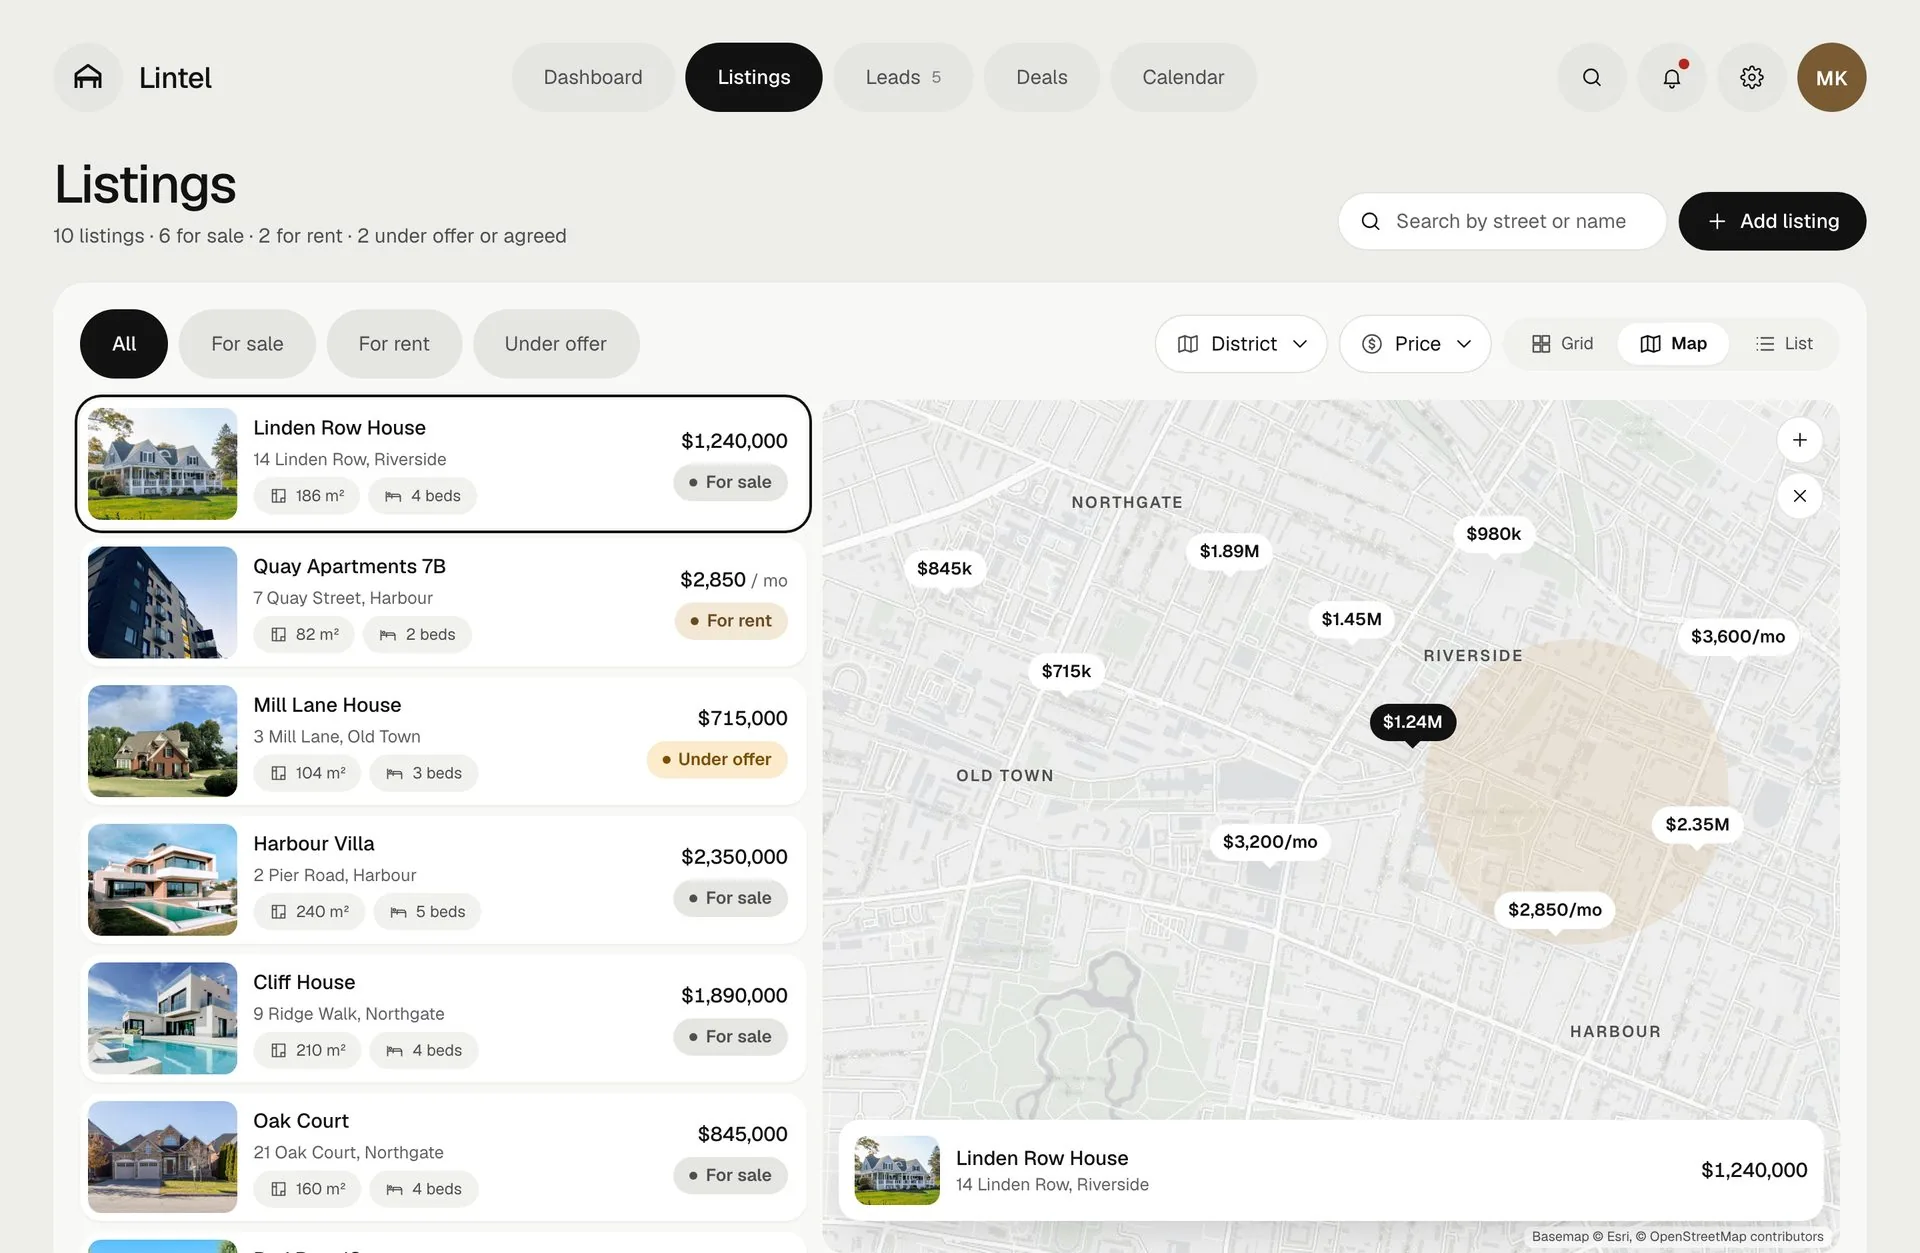 Lintel
Dashboard
Listings
Leads 5
Deals
Calendar
MK
Listings
10 listings · 6 for sale · 2 for rent · 2 under offer or agreed
Search by street or name
Add listing
All
For sale
For rent
Under offer
District
Price
Grid
Map
List
Linden Row House
14 Linden Row, Riverside
186 m²
4 beds
$1,240,000
For sale
Quay Apartments 7B
7 Quay Street, Harbour
82 m²
2 beds
$2,850 / mo
For rent
Mill Lane House
3 Mill Lane, Old Town
104 m²
3 beds
$715,000
Under offer
Harbour Villa
2 Pier Road, Harbour
240 m²
5 beds
$2,350,000
For sale
Cliff House
9 Ridge Walk, Northgate
210 m²
4 beds
$1,890,000
For sale
Oak Court
21 Oak Court, Northgate
160 m²
4 beds
$845,000
For sale
NORTHGATE
$980k
$1.89M
$845k
$1.45M
$3,600/mo
RIVERSIDE
$715k
$1.24M
OLD TOWN
$2.35M
$3,200/mo
$2,850/mo
HARBOUR
Linden Row House
14 Linden Row, Riverside
$1,240,000
Basemap © Esri, © OpenStreetMap contributors